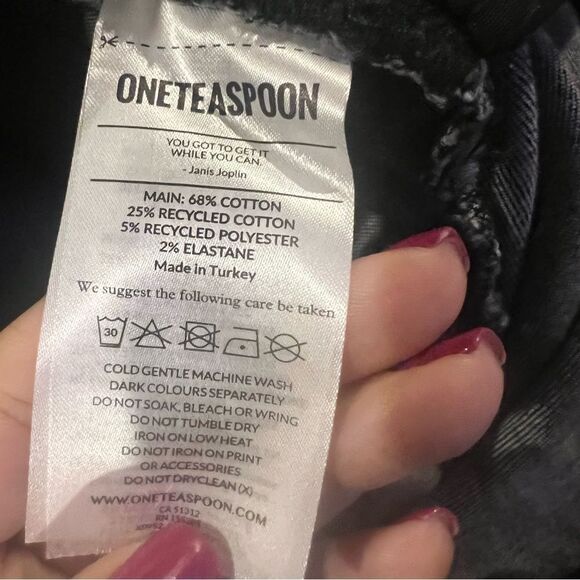 ONETEASPOON
YOU GOT TO GET IT
WHILE YOU CAN.
- Janis Joplin
MAIN: 68% COTTON
25% RECYCLED COTTON
5% RECYCLED POLYESTER
2% ELASTANE
Made in Turkey
We suggest the following care be taken
30
COLD GENTLE MACHINE WASH
DARK COLOURS SEPARATELY
DO NOT SOAK, BLEACH OR WRING
DO NOT TUMBLE DRY
IRON ON LOW HEAT
DO NOT IRON ON PRINT
OR ACCESSORIES
DO NOT DRYCLEAN (X)
WWW.ONETEASPOON.COM
CA 51312
RN